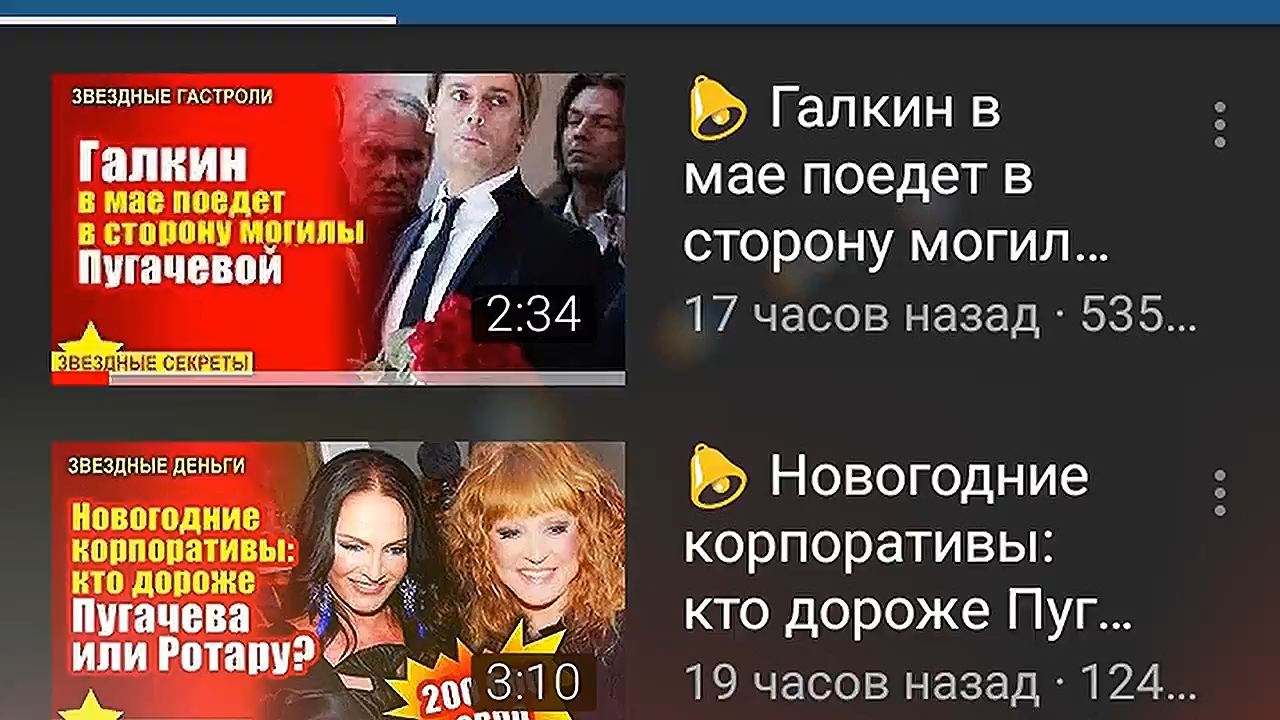 ЗВЕЗДНЫЕ ГАСТРОЛИ
Галкин
в мае поедет
в сторону могилы
Пугачевой
2:34
ЗВЕЗДНЫЕ СЕКРЕТЫ
Галкин в
мае поедет в
сторону могил...
17 часов назад · 535...
ЗВЕЗДНЫЕ ДЕНЬГИ
Новогодние
корпоративы:
кто дороже
Пугачева
или Ротару?
3:10
Новогодние
корпоративы:
кто дороже Пуг...
19 часов назад · 124...